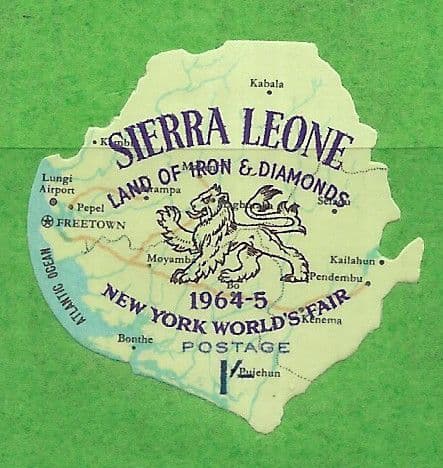 Kabala
SIERRA LEONE
LAND OF IRON & DIAMONDS
Lungi
Airport
Pepel
FREETOWN
Moyamba
Bo
Kailahun
Pendembu
1964-5
NEW YORK WORLD'S FAIR
Kenema
ATLANTIC OCEAN
Bonthe
POSTAGE
1/-
Pujehun